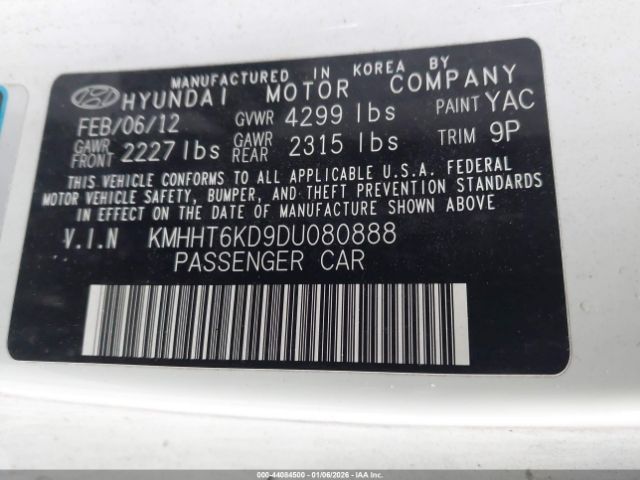 MANUFACTURED IN KOREA BY
HYUNDAI MOTOR COMPANY
FEB/06/12 GVWR 4299 lbs PAINT YAC
GAWR FRONT 2227 lbs GAWR REAR 2315 lbs TRIM 9P
THIS VEHICLE CONFORMS TO ALL APPLICABLE U.S.A. FEDERAL
MOTOR VEHICLE SAFETY, BUMPER, AND THEFT PREVENTION STANDARDS
IN EFFECT ON THE DATE OF MANUFACTURE SHOWN ABOVE
V.I.N KMHHT6KD9DU080888
PASSENGER CAR
000-44084500 - 01/06/2026 - IAAI.COM